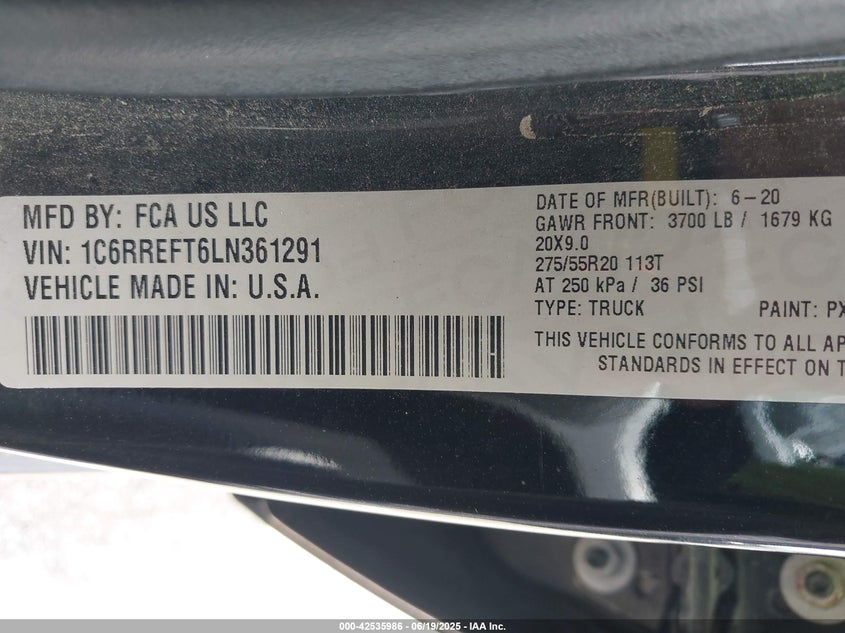 MFD BY: FCA US LLC
VIN: 1C6RREFT6LN361291
VEHICLE MADE IN: U.S.A.
DATE OF MFR(BUILT): 6-20
GAWR FRONT: 3700 LB / 1679 KG
20X9.0
275/55R20 113T
AT 250 kPa / 36 PSI
TYPE: TRUCK PAINT: PX
THIS VEHICLE CONFORMS TO ALL AP
STANDARDS IN EFFECT ON T
000-42535986 - 06/19/2025 - IAA Inc.